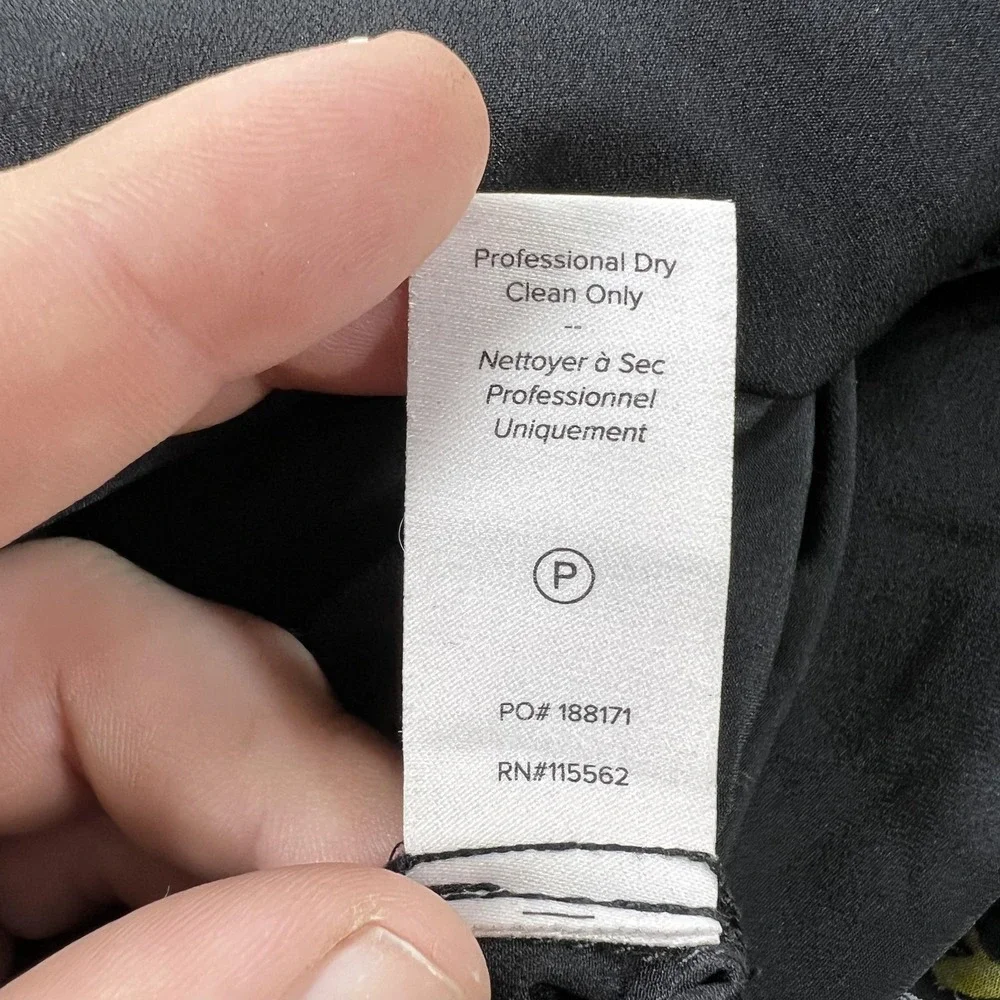 Professional Dry
Clean Only
--
Nettoyer à Sec
Professionnel
Uniquement
P
PO# 188171
RN#115562